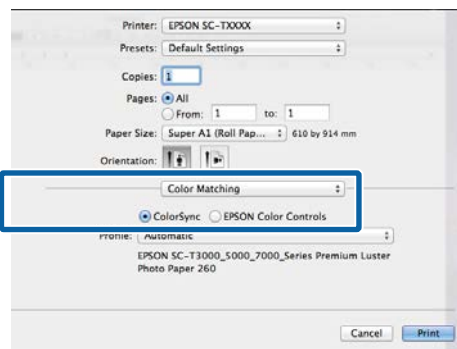 Printer: EPSON SC-TXXXX
Presets: Default Settings
Copies: 1
Pages: All
From: 1 to: 1
Paper Size: Super A1 (Roll Pap... 610 by 914 mm
Orientation:
Color Matching
ColorSync EPSON Color Controls
Profile: Automatic
EPSON SC-T3000_5000_7000_Series Premium Luster
Photo Paper 260
Cancel Print